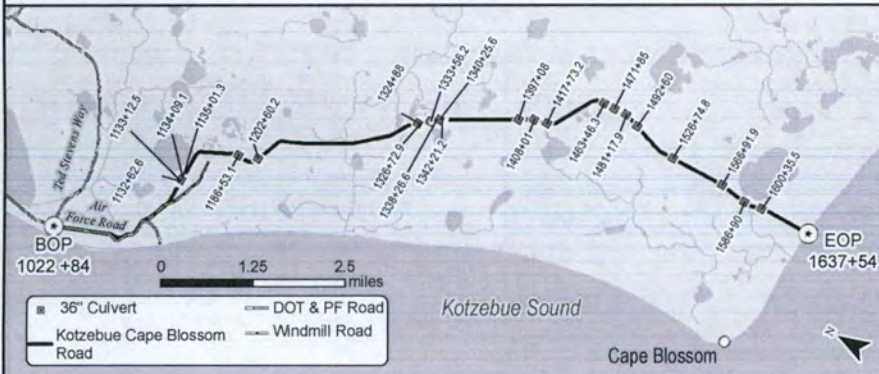 Ted Stevens Way
Air
Force Road
BOP
1022 +84
1132+62.6
1133+12.5
1134+09.1
1135+01.3
1186+53.1
1202+60.2
1324+88
1326+72.9
1333+56.2
1338+26.6
1340+25.6
1342+21.2
1397+08
1408+01
1417+73.2
1463+46.3
1471+85
1481+17.9
1492+60
1526+74.8
1566+91.9
1586+90
1600+35.5
EOP
1637+54
0 1.25 2.5
miles
36" Culvert
Kotzebue Cape Blossom
Road
DOT & PF Road
Windmill Road
Kotzebue Sound
Cape Blossom
N